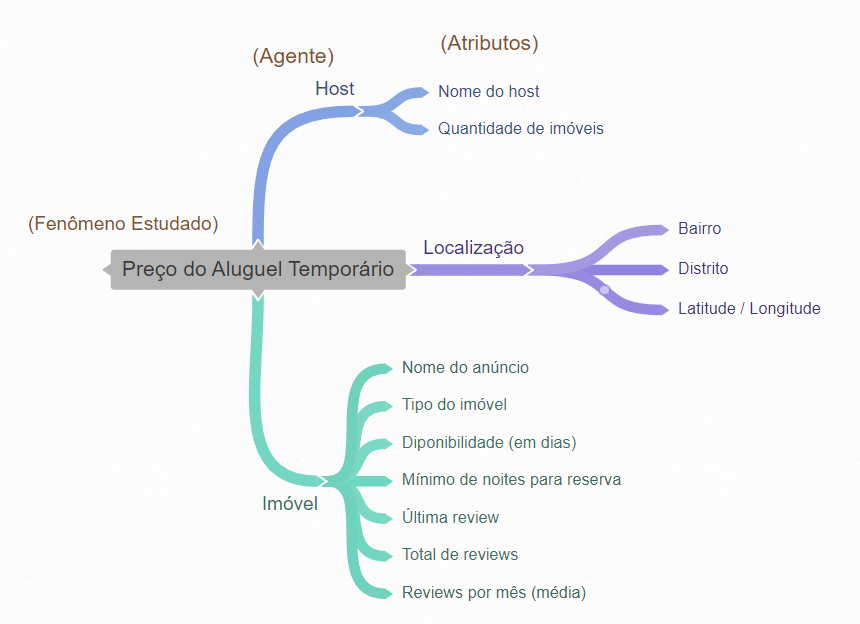 (Atributos)
(Agente)
Host
Nome do host
Quantidade de imóveis
(Fenômeno Estudado)
Preço do Aluguel Temporário
Localização
Bairro
Distrito
Latitude / Longitude
Imóvel
Nome do anúncio
Tipo do imóvel
Diponibilidade (em dias)
Mínimo de noites para reserva
Última review
Total de reviews
Reviews por mês (média)